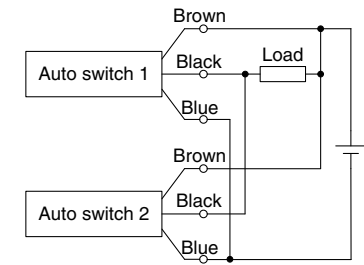 Brown
Load
Auto switch 1
Black
Blue
Brown
Auto switch 2
Black
Blue